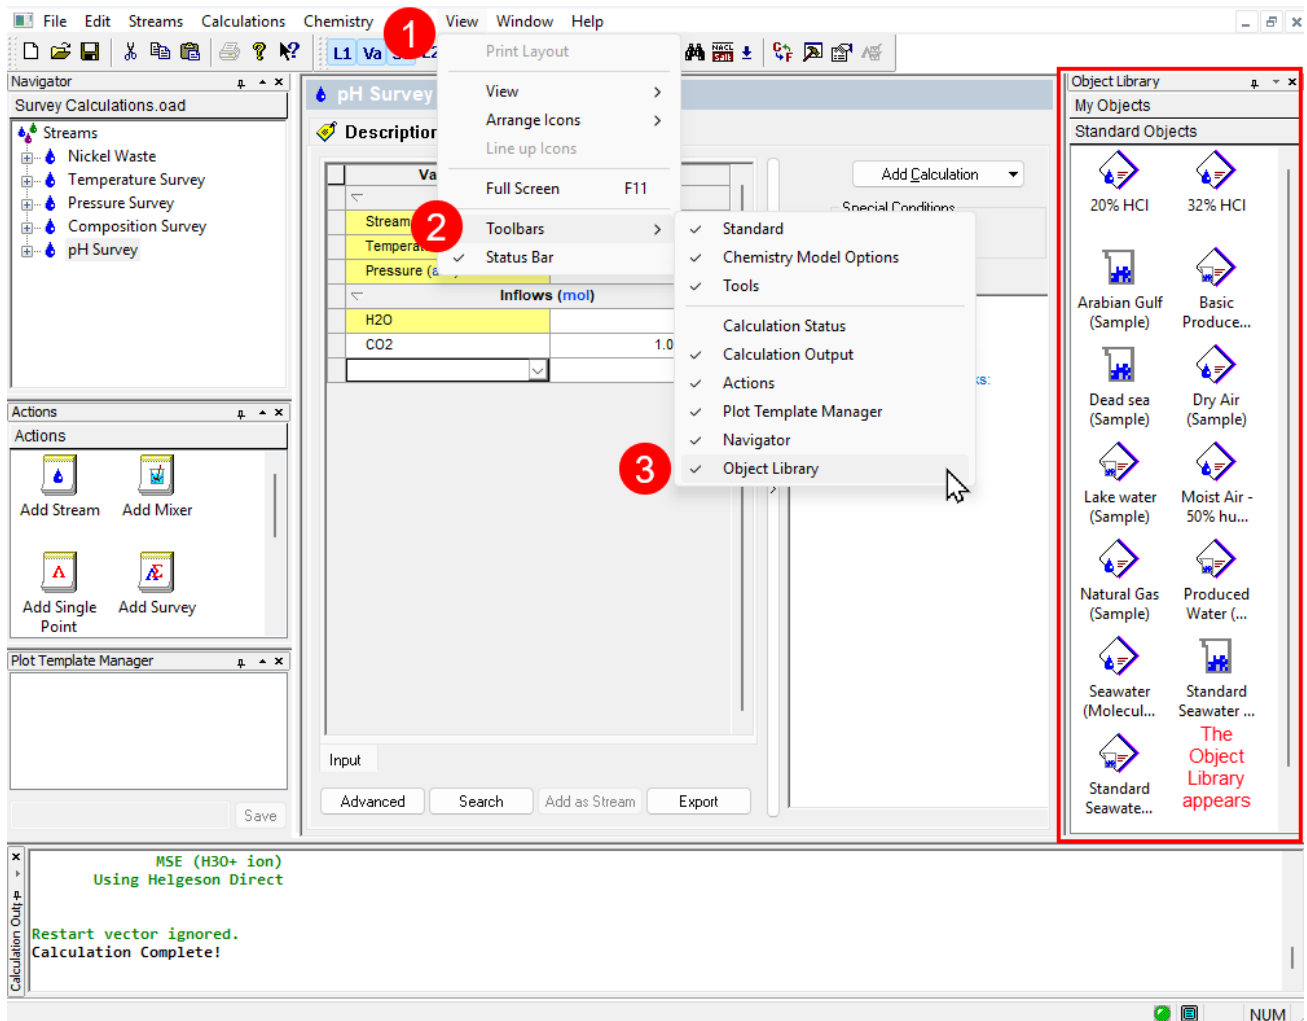 File Edit Streams Calculations Chemistry View Window Help
1
L1 Va
Navigator
Survey Calculations.oad
Streams
Nickel Waste
Temperature Survey
Pressure Survey
Composition Survey
pH Survey
Actions
Actions
Add Stream
Add Mixer
Add Single
Point
Add Survey
Plot Template Manager
Save
pH Survey
Description
Va
Stream
Temperat
Pressure (a
Inflows (mol)
H2O
CO2 1.0
Input
Advanced Search Add as Stream Export
Print Layout
View
Arrange Icons
Line up Icons
Full Screen F11
2
Toolbars
Status Bar
Standard
Chemistry Model Options
Tools
Calculation Status
Calculation Output
Actions
Plot Template Manager
Navigator
3
Object Library
Add Calculation
Special Conditions
ks:
Object Library
My Objects
Standard Objects
20% HCl
32% HCl
Arabian Gulf
(Sample)
Basic
Produce...
Dead sea
(Sample)
Dry Air
(Sample)
Lake water
(Sample)
Moist Air -
50% hu...
Natural Gas
(Sample)
Produced
Water (...
Seawater
(Molecul...
Standard
Seawater ...
Standard
Seawate...
The
Object
Library
appears
Calculation Outp
MSE (H3O+ ion)
Using Helgeson Direct
Restart vector ignored.
Calculation Complete!
NUM